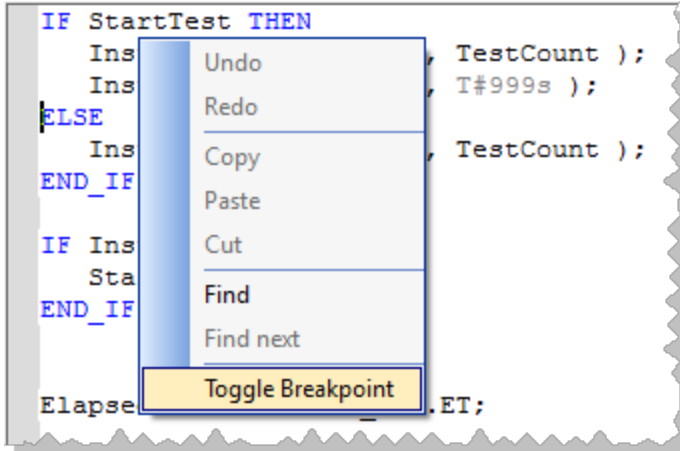 IF StartTest THEN
Ins , TestCount );
Ins , T#999s );
ELSE
Ins , TestCount );
END_IF
IF Ins
Sta
END_IF
Elapse _ .ET;
Undo
Redo
Copy
Paste
Cut
Find
Find next
Toggle Breakpoint